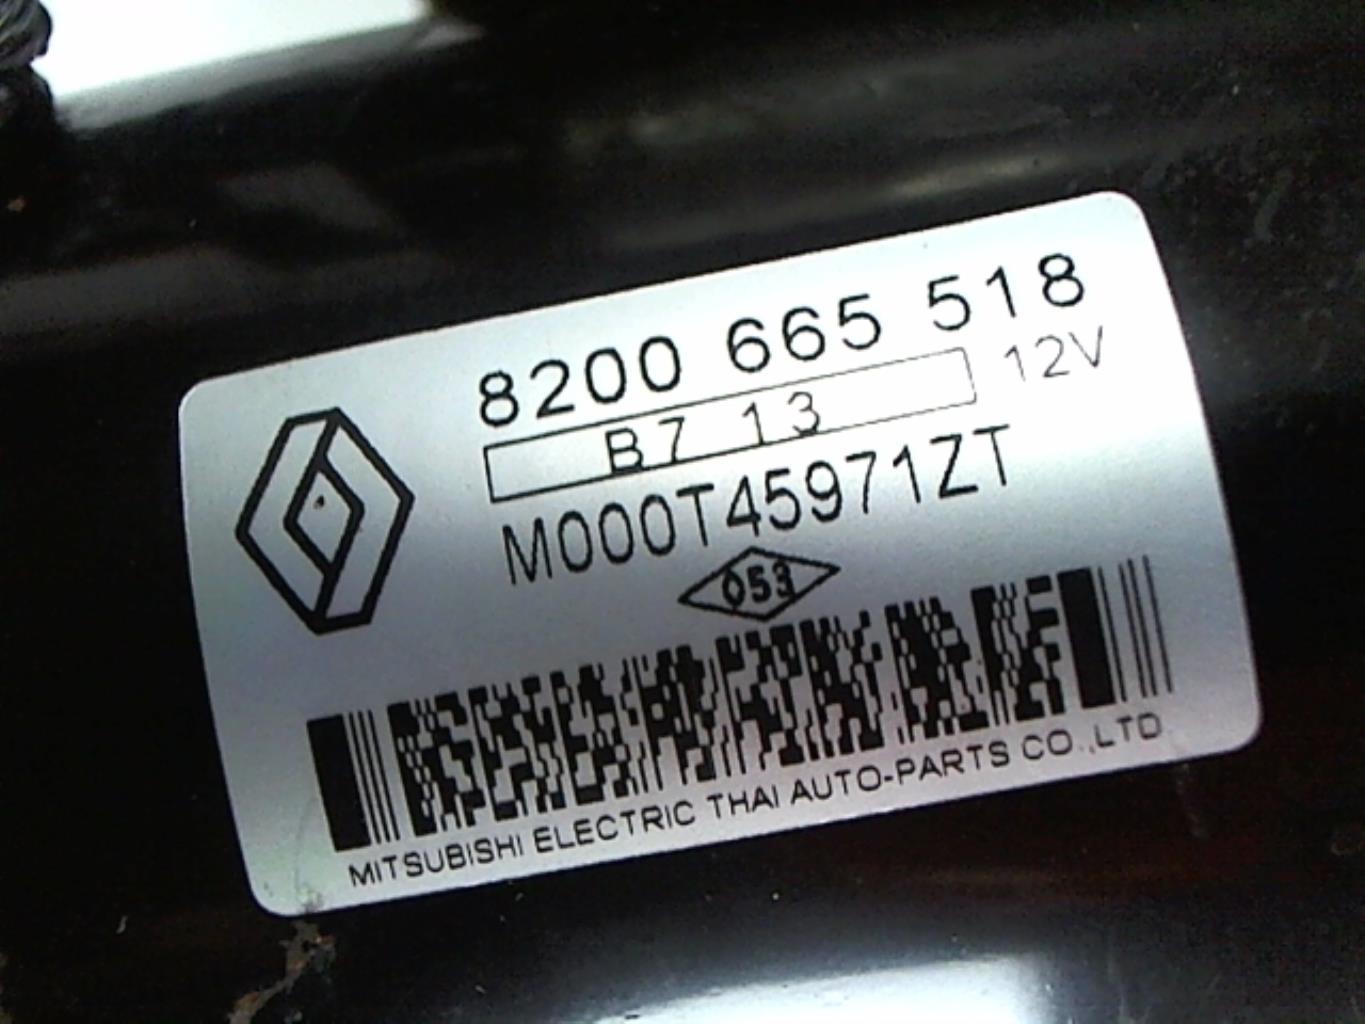 8200 665 518
B7 13 12V
M000T45971ZT
053
MITSUBISHI ELECTRIC THAI AUTO-PARTS CO.,LTD